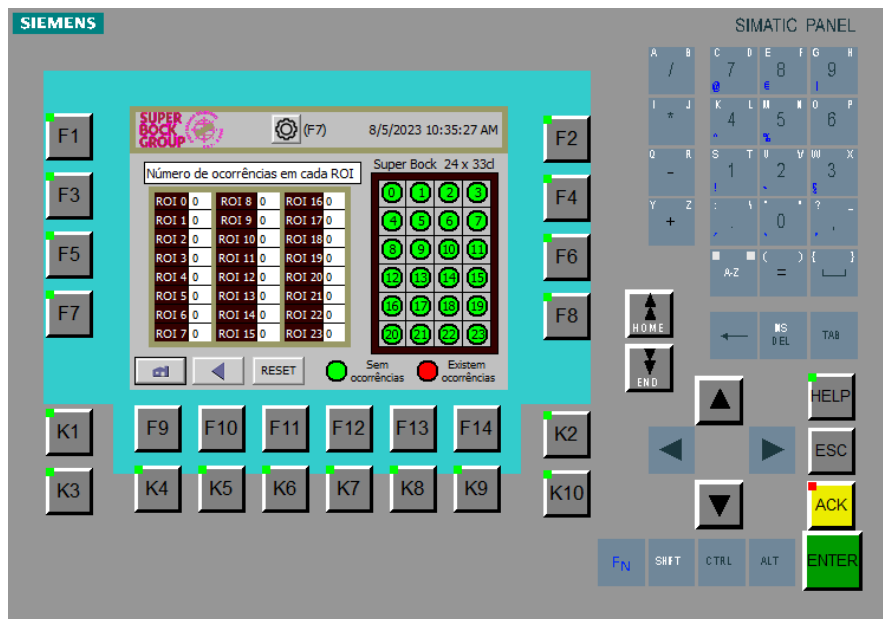 SIEMENS
SIMATIC PANEL
SUPER BOCK GROUP
(F7)
8/5/2023 10:35:27 AM
Número de ocorrências em cada ROI
Super Bock 24 x 33cl
ROI 0 0 ROI 8 0 ROI 16 0
ROI 1 0 ROI 9 0 ROI 17 0
ROI 2 0 ROI 10 0 ROI 18 0
ROI 3 0 ROI 11 0 ROI 19 0
ROI 4 0 ROI 12 0 ROI 20 0
ROI 5 0 ROI 13 0 ROI 21 0
ROI 6 0 ROI 14 0 ROI 22 0
ROI 7 0 ROI 15 0 ROI 23 0
0 1 2 3
4 5 6 7
8 9 10 11
12 13 14 15
16 17 18 19
20 21 22 23
RESET
Sem ocorrências
Existem ocorrências
F1
F3
F5
F7
F2
F4
F6
F8
F9 F10 F11 F12 F13 F14
K1
K3
K4 K5 K6 K7 K8 K9
K2
K10
A B / C D 7 @ E F 8 € G H 9 |
I J * K L 4 ^ M N 5 % O P 6
Q R - S T 1 ! U V 2 W X 3 §
Y Z + : \ . " ' 0 ? _ ,
A-Z ( ) = { }
HOME
END
INS DEL
TAB
HELP
ESC
ACK
FN SHIFT CTRL ALT ENTER